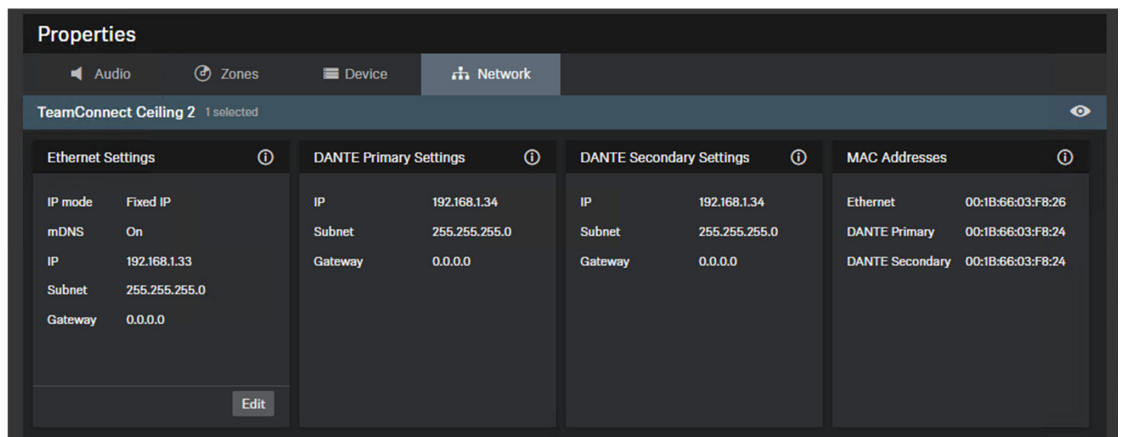 Properties
Audio Zones Device Network
TeamConnect Ceiling 2 1 selected
Ethernet Settings
IP mode Fixed IP
mDNS On
IP 192.168.1.33
Subnet 255.255.255.0
Gateway 0.0.0.0
Edit
DANTE Primary Settings
IP 192.168.1.34
Subnet 255.255.255.0
Gateway 0.0.0.0
DANTE Secondary Settings
IP 192.168.1.34
Subnet 255.255.255.0
Gateway 0.0.0.0
MAC Addresses
Ethernet 00:1B:66:03:F8:26
DANTE Primary 00:1B:66:03:F8:24
DANTE Secondary 00:1B:66:03:F8:24